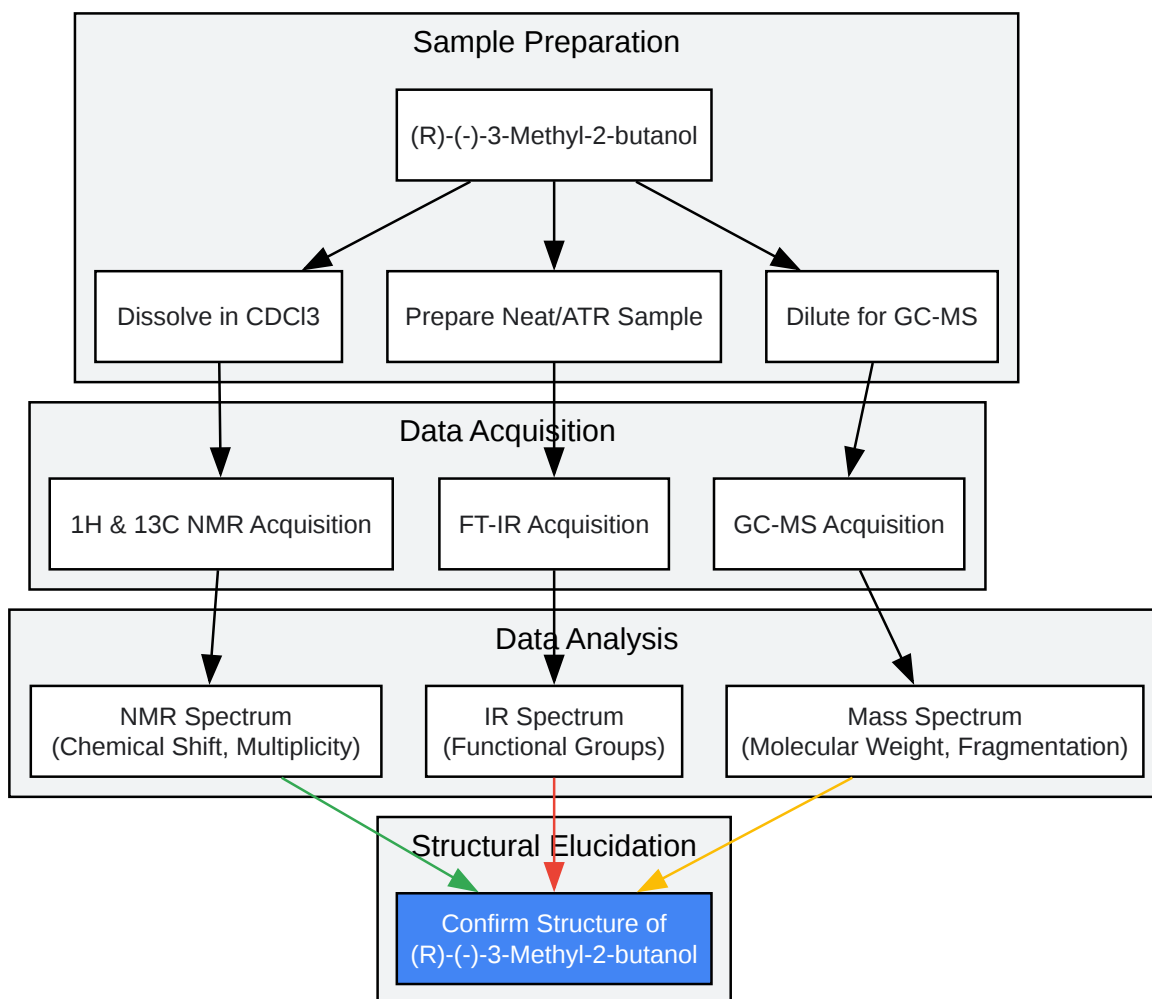 Sample Preparation
(R)-(-)-3-Methyl-2-butanol
Dissolve in CDCl3
Prepare Neat/ATR Sample
Dilute for GC-MS
Data Acquisition
1H & 13C NMR Acquisition
FT-IR Acquisition
GC-MS Acquisition
Data Analysis
NMR Spectrum
(Chemical Shift, Multiplicity)
IR Spectrum
(Functional Groups)
Mass Spectrum
(Molecular Weight, Fragmentation)
Structural Elucidation
Confirm Structure of
(R)-(-)-3-Methyl-2-butanol